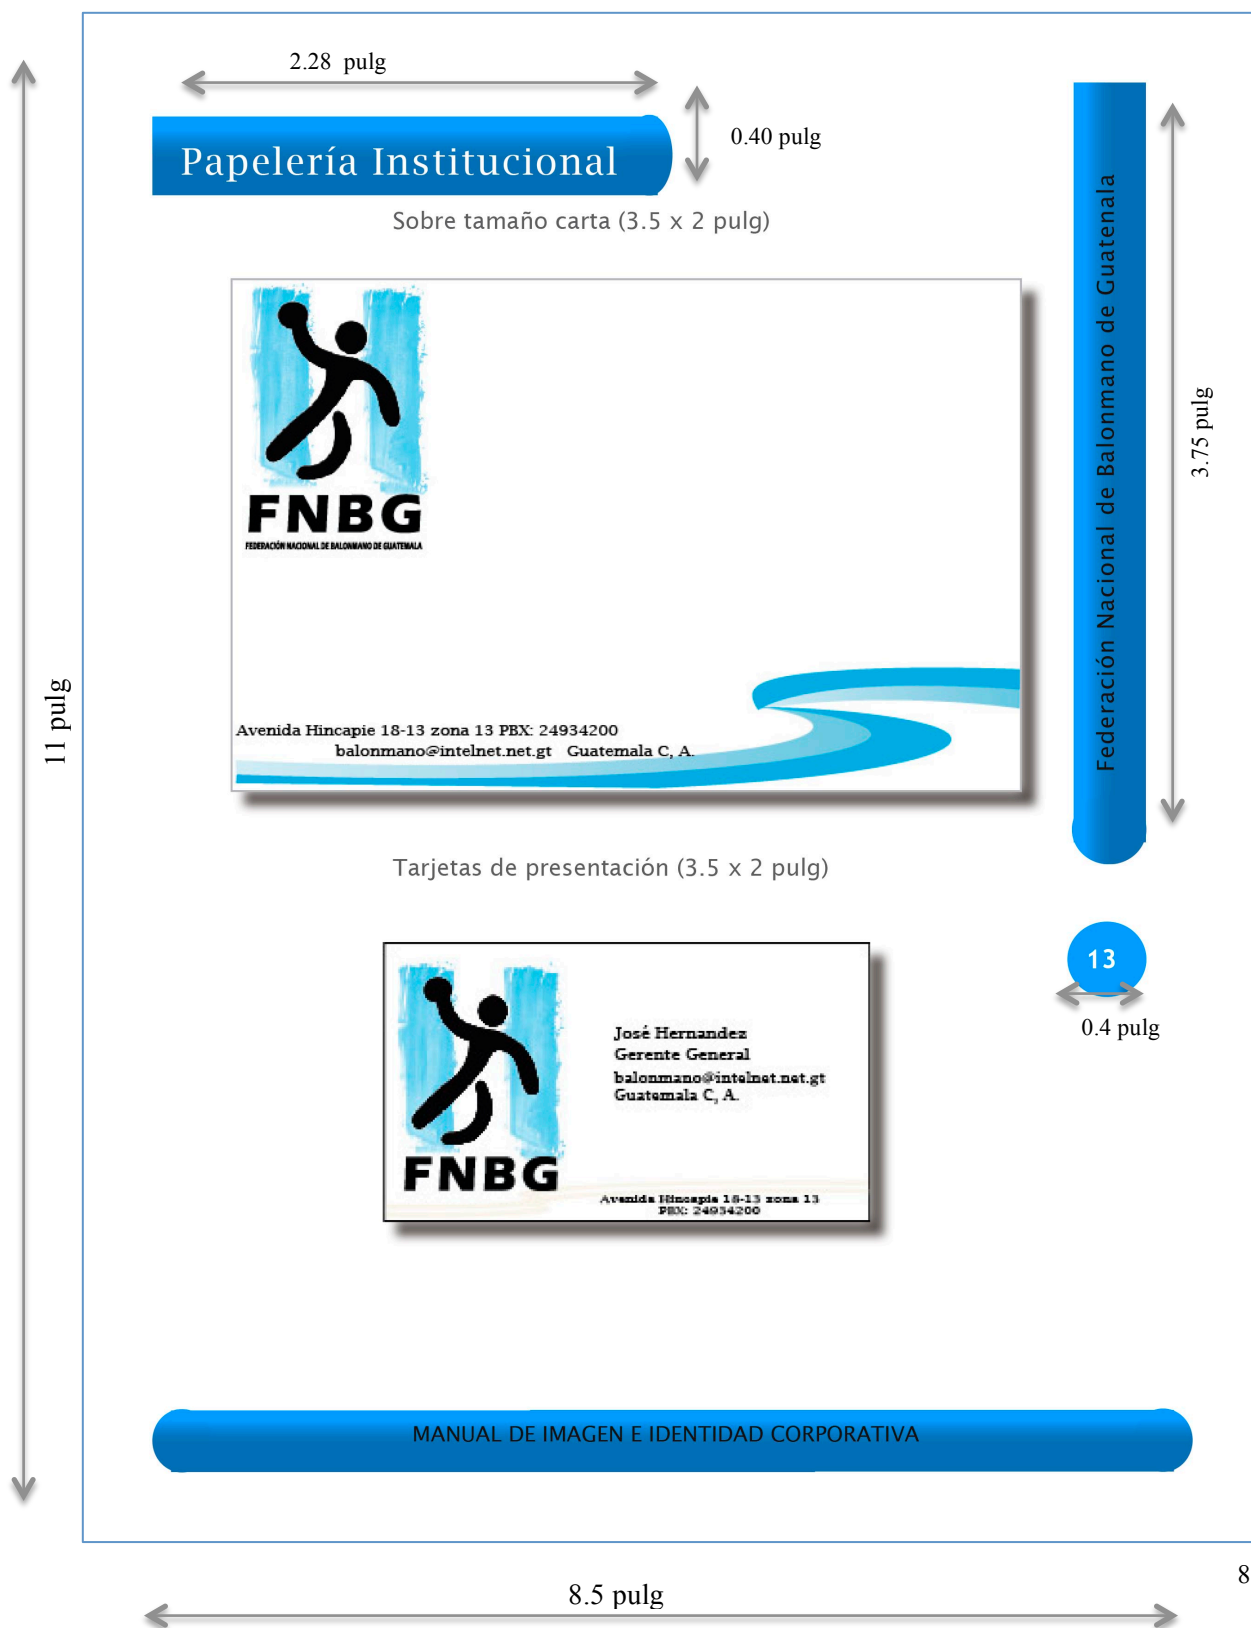 2.28 pulg
0.40 pulg
Papelería Institucional
Sobre tamaño carta (3.5 x 2 pulg)
FNBG
FEDERACIÓN NACIONAL DE BALONMANO DE GUATEMALA
Avenida Hincapie 18-13 zona 13 PBX: 24934200
balonmano@intelnet.net.gt Guatemala C, A.
Federación Nacional de Balonmano de Guatenala
3.75 pulg
11 pulg
Tarjetas de presentación (3.5 x 2 pulg)
13
0.4 pulg
FNBG
José Hernandez
Gerente General
balonmano@intelnet.net.gt
Guatemala C, A.
Avenida Hincapie 18-13 zona 13
PBX: 24934200
MANUAL DE IMAGEN E IDENTIDAD CORPORATIVA
8
8.5 pulg